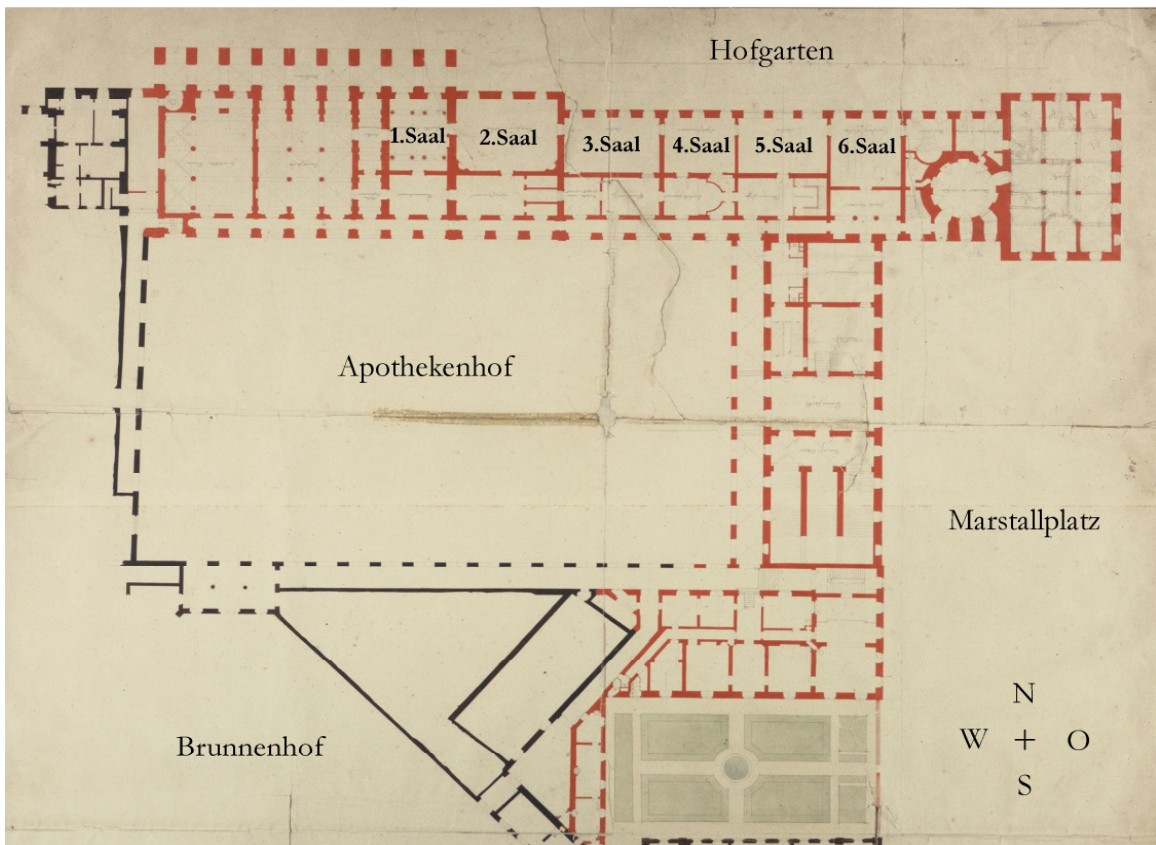 Hofgarten
1.Saal
2.Saal
3.Saal
4.Saal
5.Saal
6.Saal
Apothekenhof
Marstallplatz
Brunnenhof
N
W + O
S